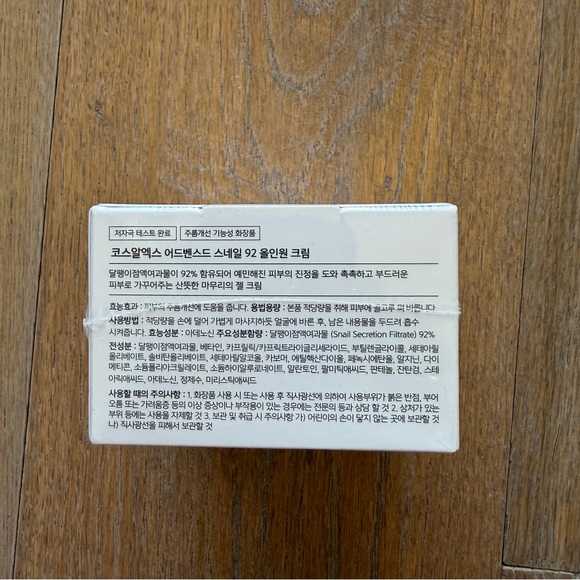 저자극 테스트 완료 주름개선 기능성 화장품
코스알엑스 어드벤스드 스네일 92 올인원 크림
달팽이점액여과물이 92% 함유되어 예민해진 피부의 진정을 도와 촉촉하고 부드러운
피부로 가꾸어주는 산뜻한 마무리의 젤 크림
효능효과 : 피부의 주름개선에 도움을 줍니다. 용법용량 : 본품 적당량을 취해 피부에 골고루 펴 바른다.
사용방법 : 적당량을 손에 덜어 가볍게 마사지하듯 얼굴에 바른 후, 남은 내용물을 두드려 흡수
시킨다. 효능성분 : 아데노신 주요성분함량 : 달팽이점액여과물 (Snail Secretion Filtrate) 92%
전성분 : 달팽이점액여과물, 베타인, 카프릴릭/카프릭트라이글리세라이드, 부틸렌글라이콜, 세테아릴
올리베이트, 솔비탄올리베이트, 세테아릴알코올, 카보머, 에틸헥산다이올, 페녹시에탄올, 알지닌, 다이
메티콘, 소듐폴리아크릴레이트, 소듐하이알루로네이트, 알란토인, 팔미틱애씨드, 판테놀, 잔탄검, 스테
아릭애씨드, 아데노신, 정제수, 미리스틱애씨드
사용할 때의 주의사항 : 1. 화장품 사용 시 또는 사용 후 직사광선에 의하여 사용부위가 붉은 반점, 부어
오름 또는 가려움증 등의 이상 증상이나 부작용이 있는 경우에는 전문의 등과 상담 할 것 2. 상처가 있는
부위 등에는 사용을 자제할 것 3. 보관 및 취급 시 주의사항 가) 어린이의 손이 닿지 않는 곳에 보관할 것
나) 직사광선을 피해서 보관할 것